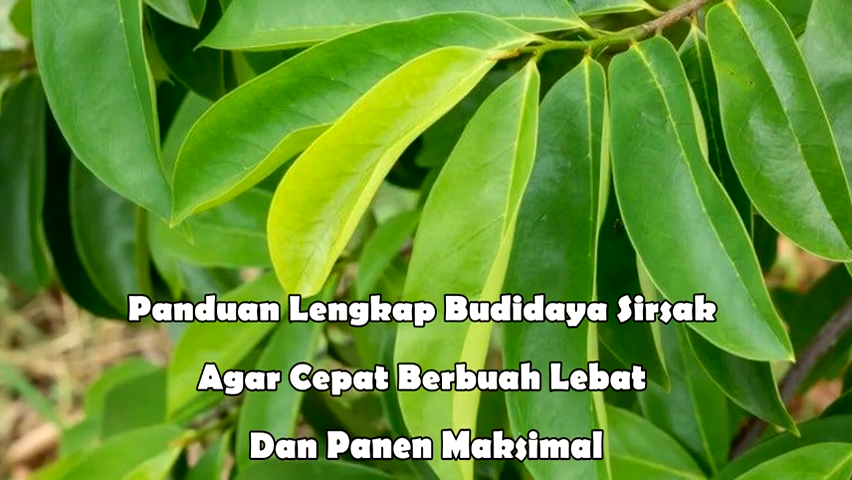 Panduan Lengkap Budidaya Sirsak
Agar Cepat Berbuah Lebat
Dan Panen Maksimal